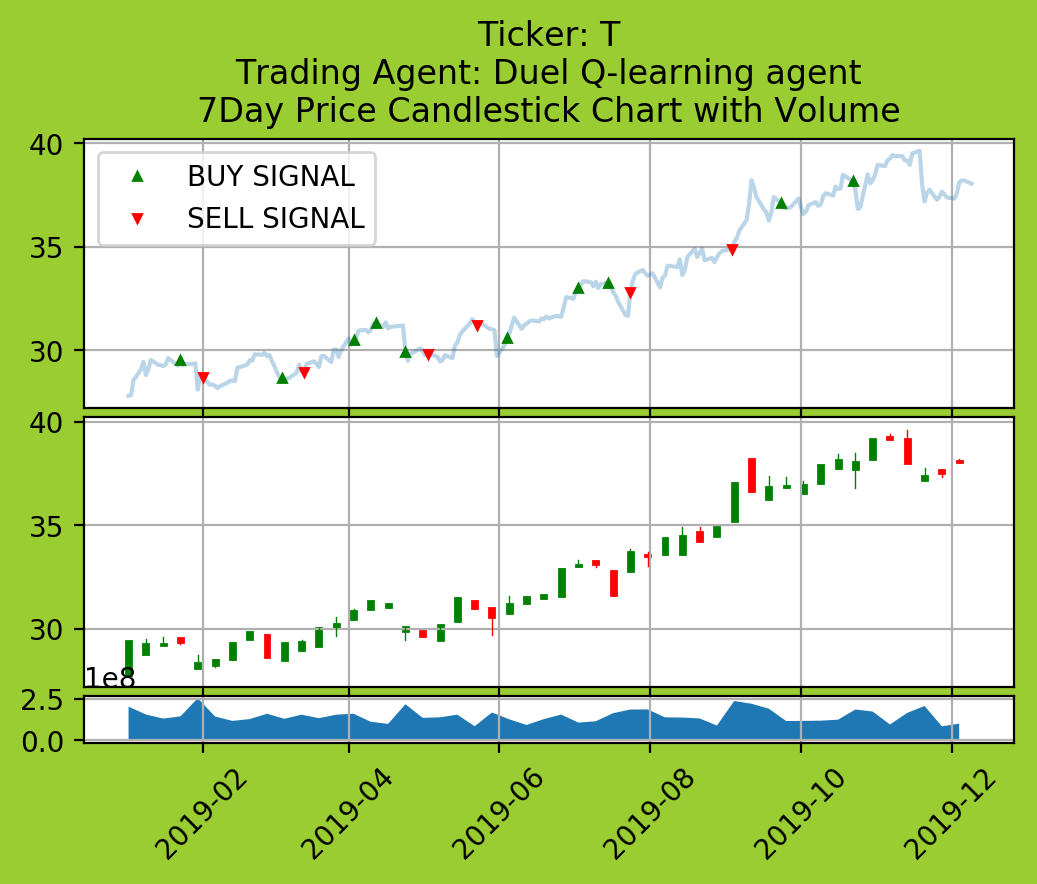 Ticker: T
Trading Agent: Duel Q-learning agent
7Day Price Candlestick Chart with Volume
40
BUY SIGNAL
SELL SIGNAL
35
30
40
35
30
1e8
2.5
0.0
2019-02
2019-04
2019-06
2019-08
2019-10
2019-12